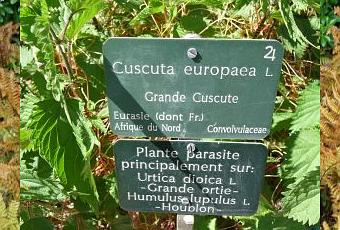 24
Cuscuta europaea L.
Grande Cuscute
Eurasie (dont Fr.)
Afrique du Nord Convolvulaceae
Plante parasite
principalement sur:
Urtica dioica L.
-Grande ortie-
Humulus lupulus L.
-Houblon-